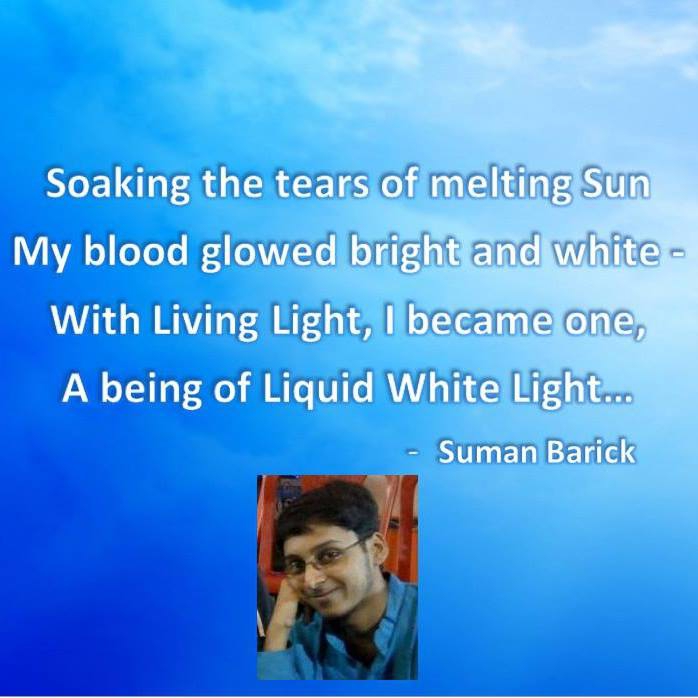 Soaking the tears of melting Sun
My blood glowed bright and white -
With Living Light, I became one,
A being of Liquid White Light...
- Suman Barick